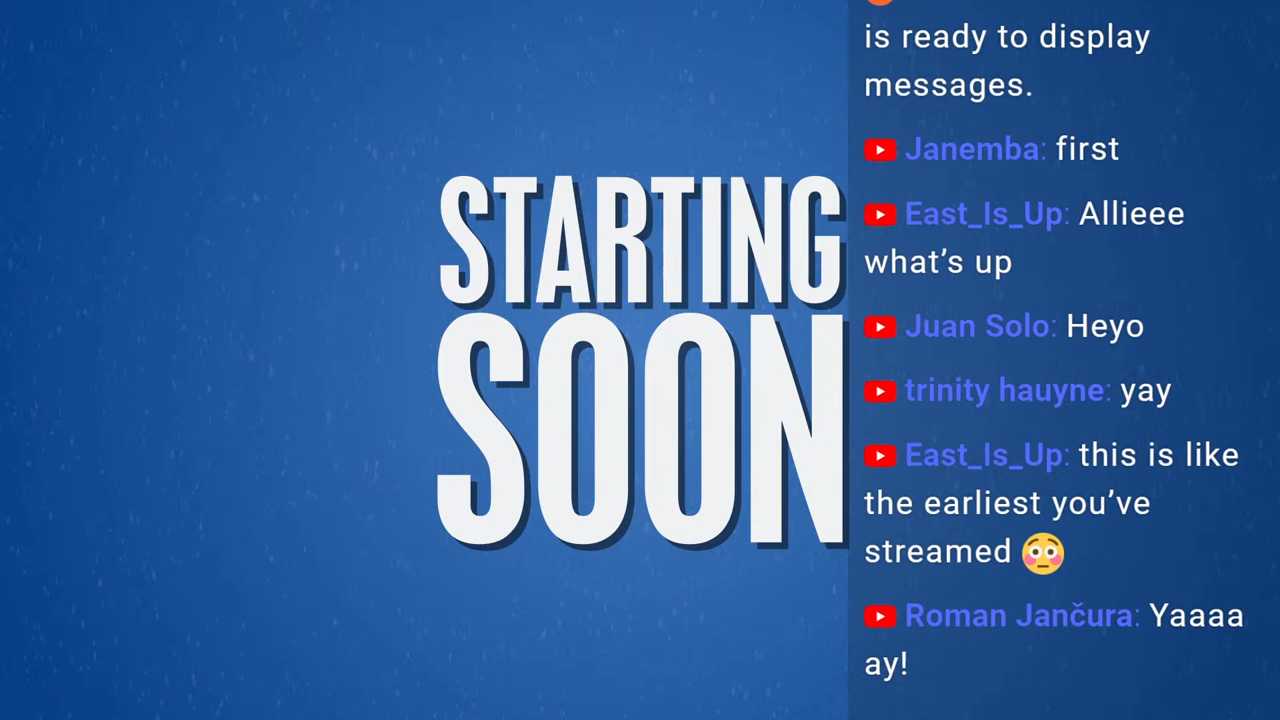 STARTING
SOON
is ready to display
messages.
Janemba: first
East_Is_Up: Allieee
what’s up
Juan Solo: Heyo
trinity hauyne: yay
East_Is_Up: this is like
the earliest you’ve
streamed 😳
Roman Jančura: Yaaaa
ay!